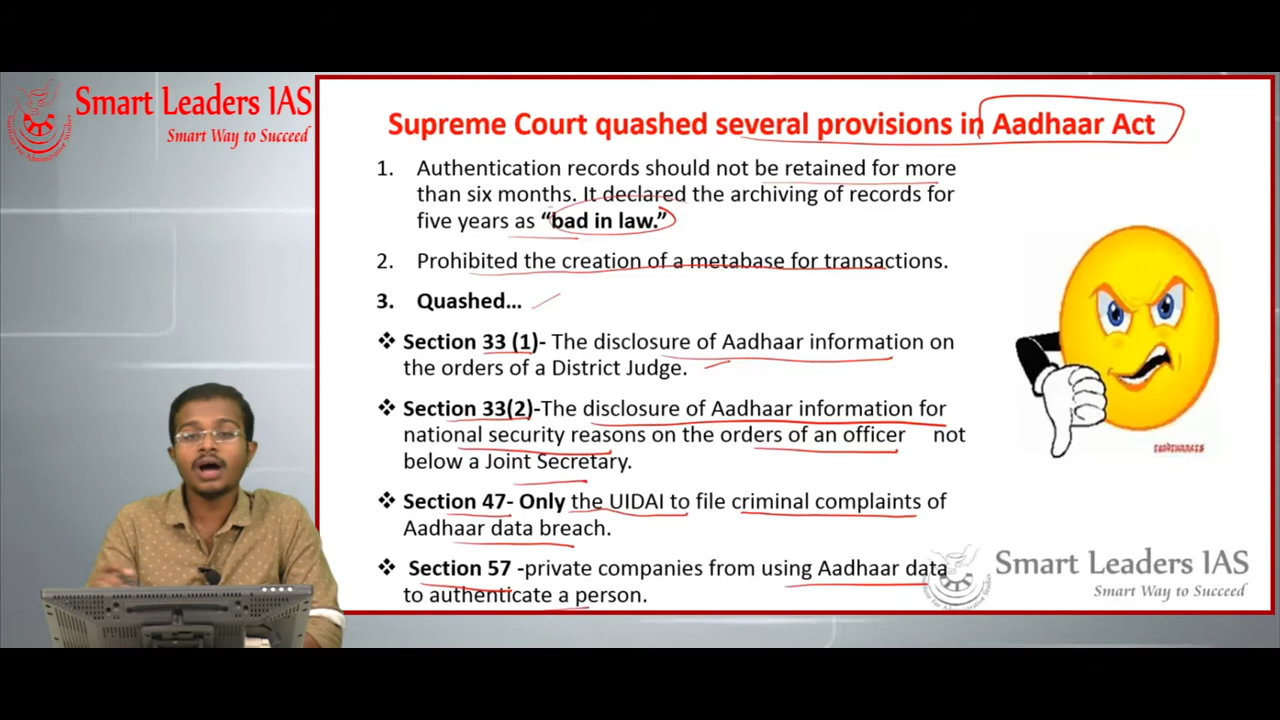 Smart Leaders IAS
Smart Way to Succeed
Supreme Court quashed several provisions in Aadhaar Act
1. Authentication records should not be retained for more
than six months. It declared the archiving of records for
five years as “bad in law.”
2. Prohibited the creation of a metabase for transactions.
3. Quashed...
❖ Section 33 (1)- The disclosure of Aadhaar information on
the orders of a District Judge.
❖ Section 33(2)-The disclosure of Aadhaar information for
national security reasons on the orders of an officer not
below a Joint Secretary.
❖ Section 47- Only the UIDAI to file criminal complaints of
Aadhaar data breach.
❖ Section 57 -private companies from using Aadhaar data
to authenticate a person.
Smart Leaders IAS
Smart Way to Succeed